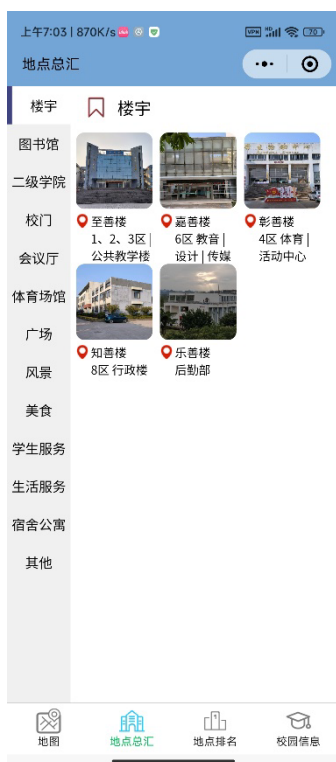 上午7:03 | 870K/s
VPN 70
地点总汇
楼宇
楼宇
图书馆
二级学院
校门
会议厅
体育场馆
广场
风景
美食
学生服务
生活服务
宿舍公寓
其他
至善楼
1、2、3区 |
公共教学楼
嘉善楼
6区 教音 |
设计 | 传媒
彰善楼
4区 体育 |
活动中心
知善楼
8区 行政楼
乐善楼
后勤部
地图
地点总汇
地点排名
校园信息